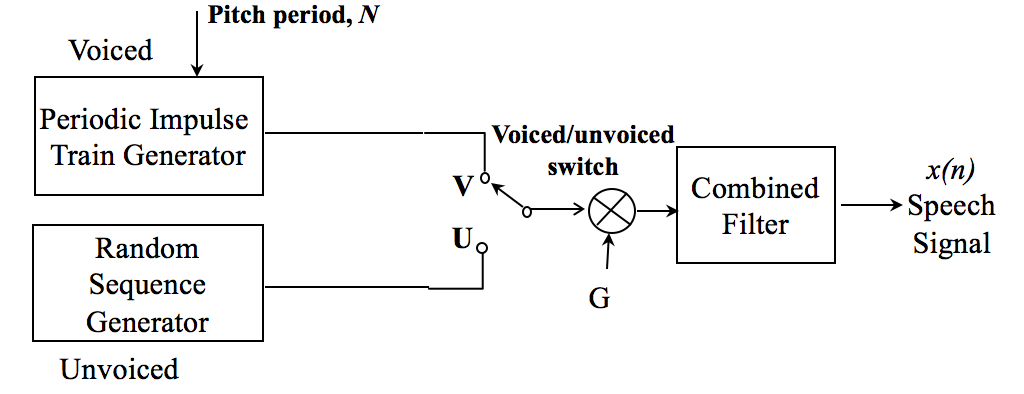 Pitch period, N
Voiced
Periodic Impulse
Train Generator
Voiced/unvoiced
switch
V
U
Combined
Filter
x(n)
Speech
Signal
Random
Sequence
Generator
G
Unvoiced